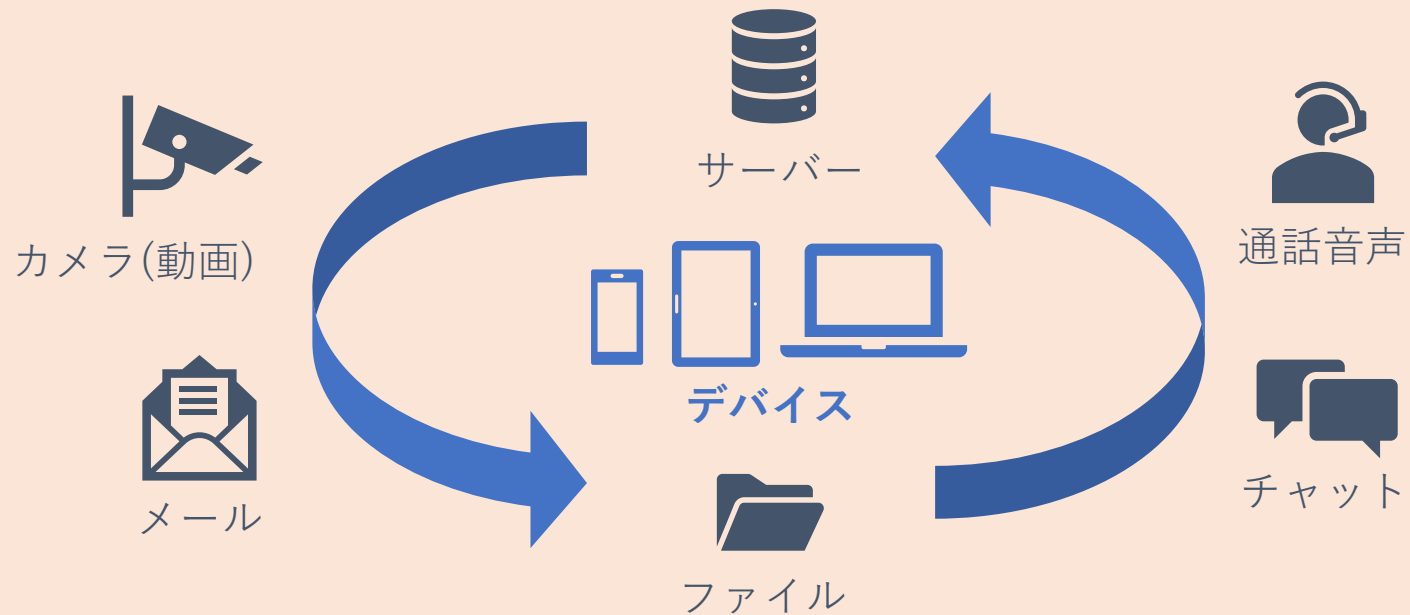 サーバー
カメラ(動画)
通話音声
デバイス
メール
チャット
ファイル